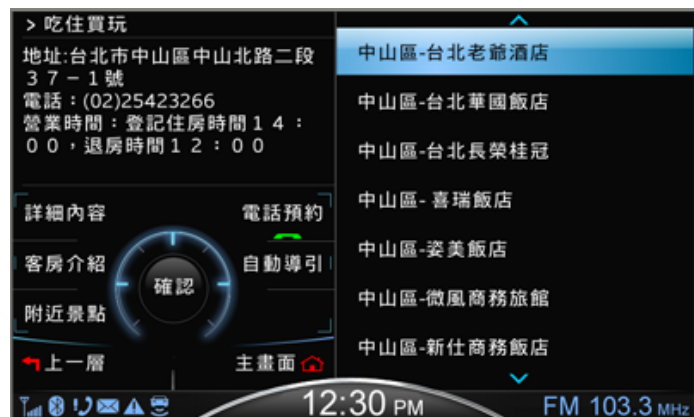 > 吃住買玩
地址:台北市中山區中山北路二段
３７－１號
電話：(02)25423266
營業時間：登記住房時間１４：
００，退房時間１２：００
詳細內容
電話預約
客房介紹
自動導引
確認
附近景點
上一層
主畫面
中山區-台北老爺酒店
中山區-台北華國飯店
中山區-台北長榮桂冠
中山區- 喜瑞飯店
中山區-姿美飯店
中山區-微風商務旅館
中山區-新仕商務飯店
12:30 PM
FM 103.3 MHz